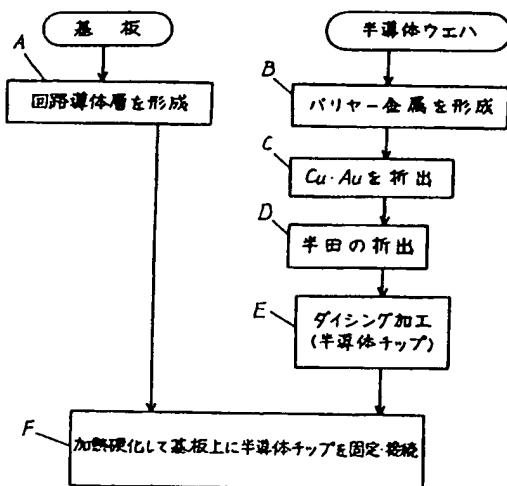 基板
A
回路導体層を形成
半導体ウエハ
B
バリヤー金属を形成
C
Cu・Auを析出
D
半田の析出
E
ダイシング加工
(半導体チップ)
F
加熱硬化して基板上に半導体チップを固定・接続